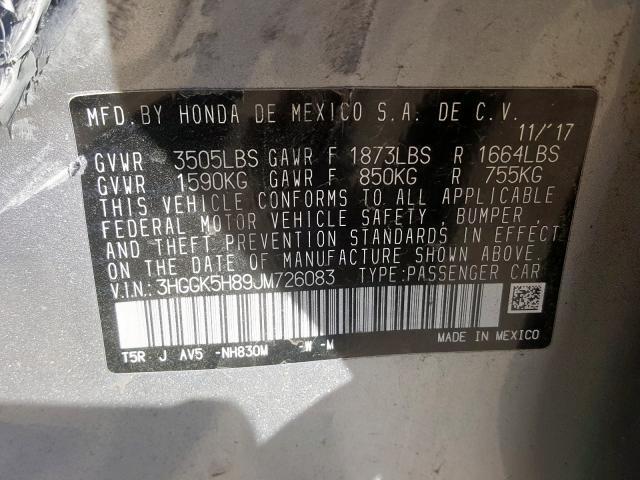 MFD. BY HONDA DE MEXICO S.A. DE C.V.
11/'17
GVWR 3505LBS GAWR F 1873LBS R 1664LBS
GVWR 1590KG GAWR F 850KG R 755KG
THIS VEHICLE CONFORMS TO ALL APPLICABLE
FEDERAL MOTOR VEHICLE SAFETY, BUMPER,
AND THEFT PREVENTION STANDARDS IN EFFECT
ON THE DATE OF MANUFACTURE SHOWN ABOVE.
V.I.N.: 3HGGK5H89JM726083 TYPE: PASSENGER CAR
T5R J AV5 -NH830M -W -M MADE IN MEXICO